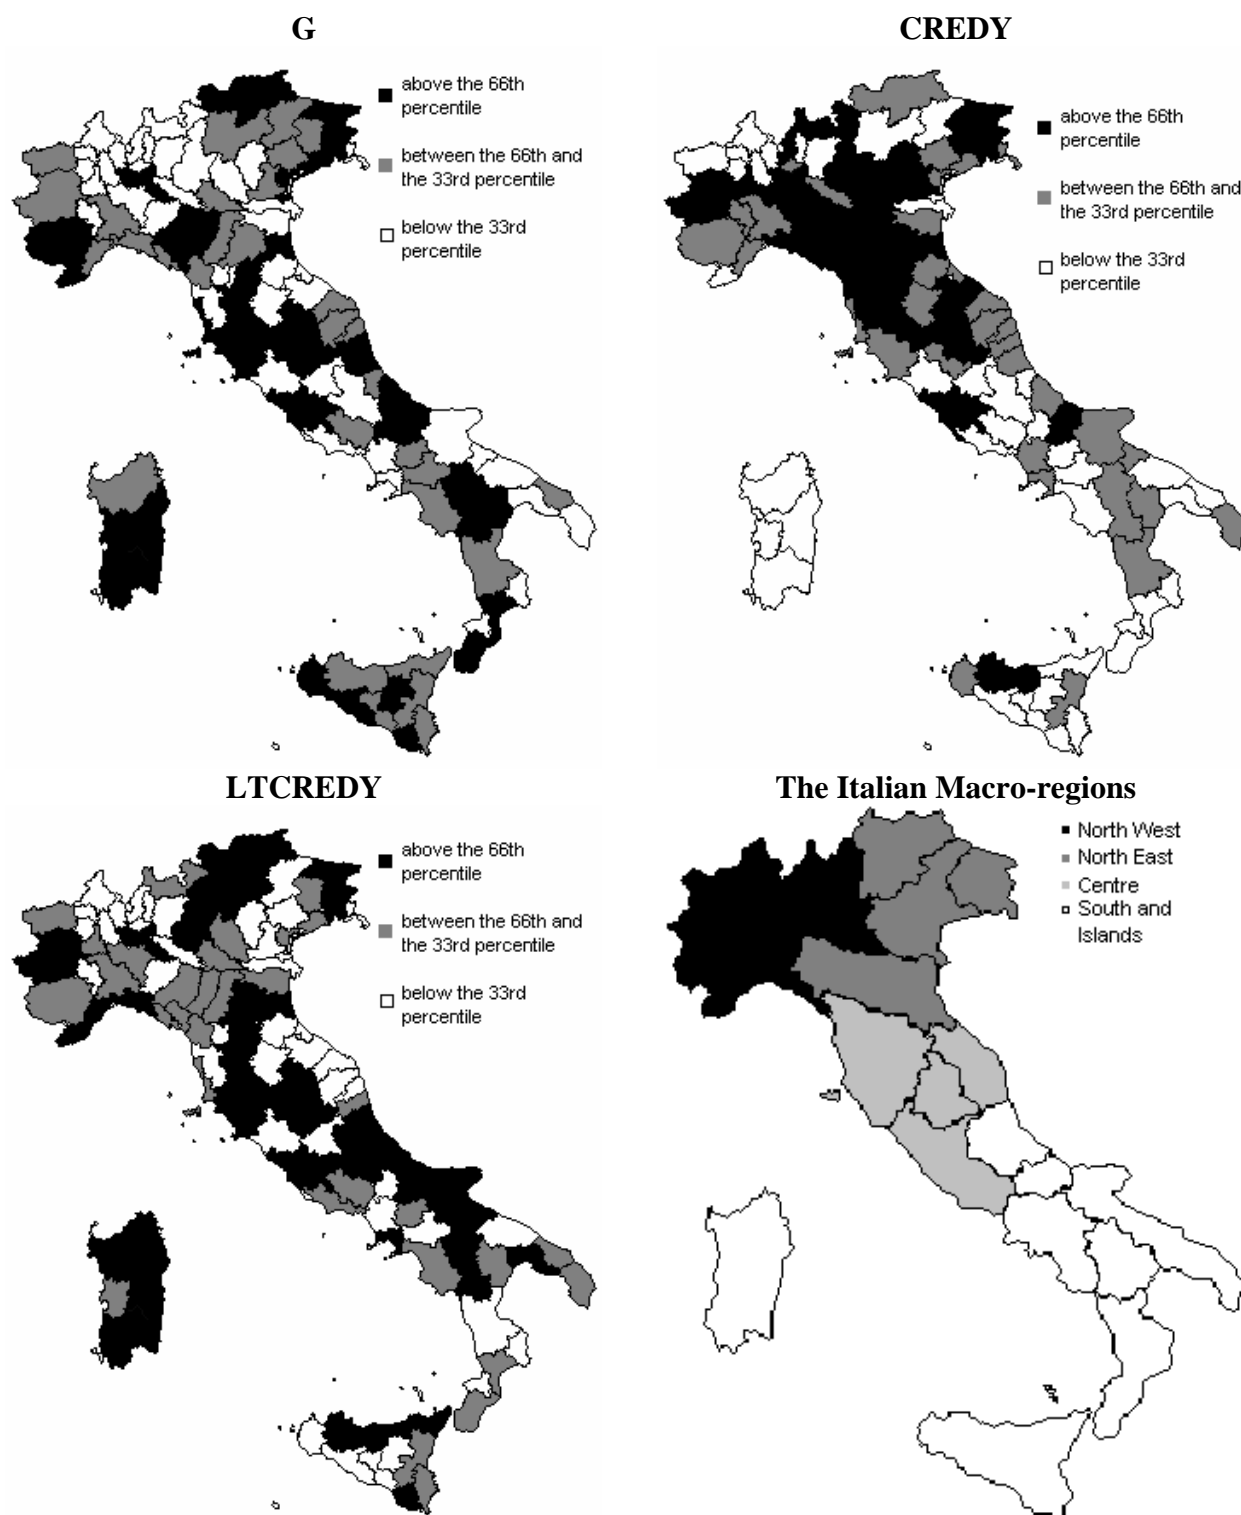 G
above the 66th
percentile
between the 66th and
the 33rd percentile
below the 33rd
percentile
CREDY
above the 66th
percentile
between the 66th and
the 33rd percentile
below the 33rd
percentile
LTCREDY
above the 66th
percentile
between the 66th and
the 33rd percentile
below the 33rd
percentile
The Italian Macro-regions
North West
North East
Centre
South and
Islands